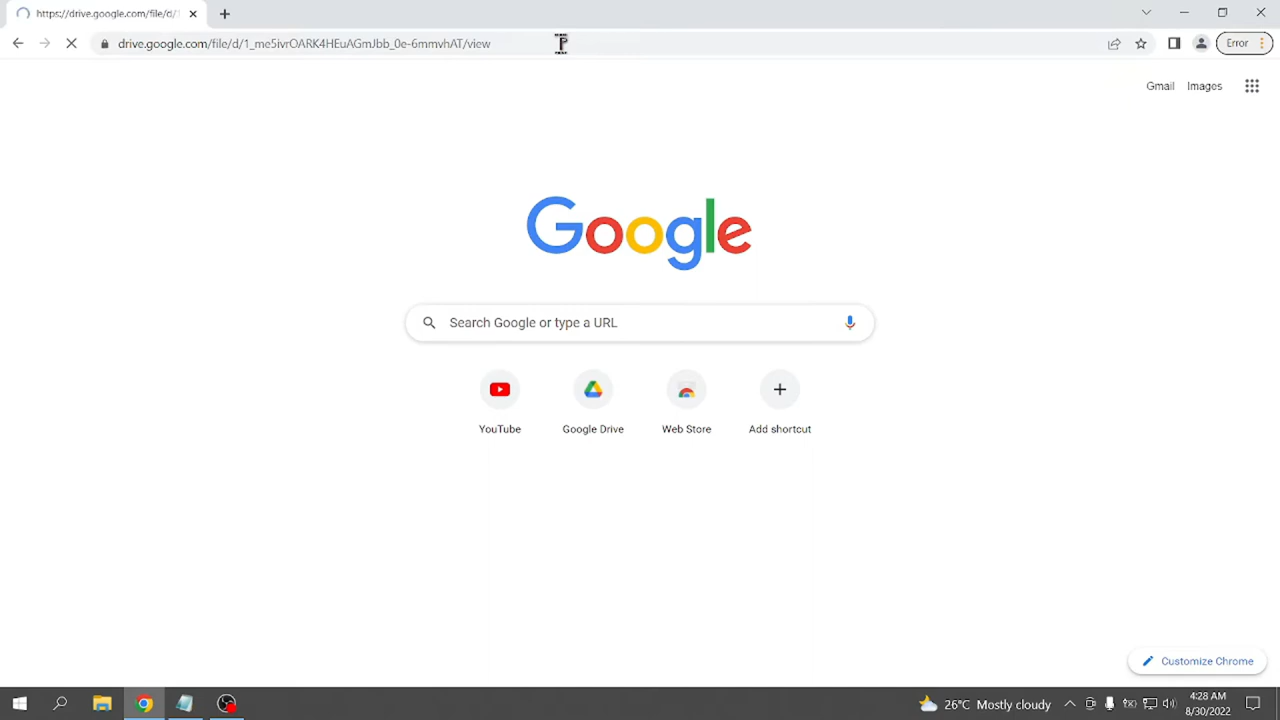 https://drive.google.com/file/d/1
drive.google.com/file/d/1_me5ivrOARK4HEuAGmJbb_0e-6mmvhAT/view
Error
Gmail Images
Google
Search Google or type a URL
YouTube Google Drive Web Store Add shortcut
Customize Chrome
26°C Mostly cloudy
4:28 AM
8/30/2022